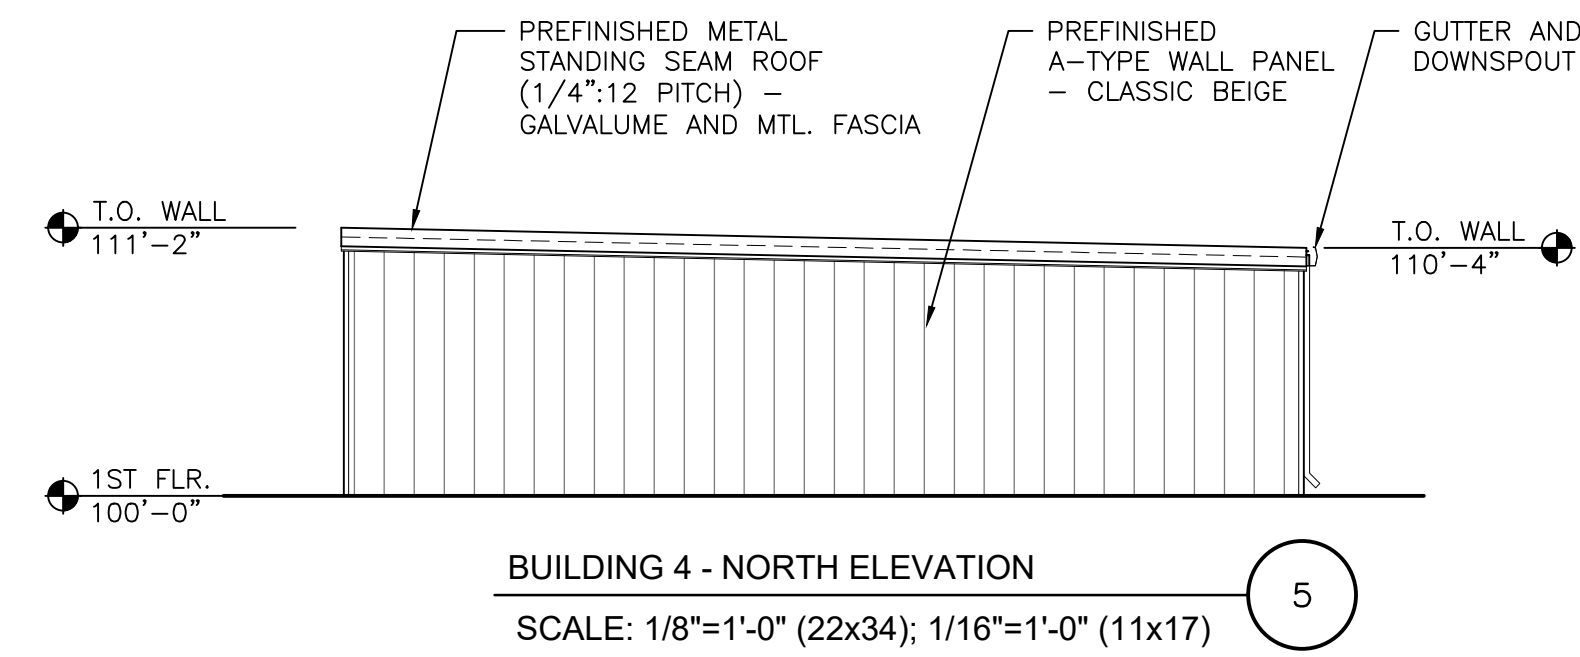 PREFINISHED METAL
STANDING SEAM ROOF
(1/4":12 PITCH) –
GALVALUME AND MTL. FASCIA
PREFINISHED
A–TYPE WALL PANEL
– CLASSIC BEIGE
GUTTER AND
DOWNSPOUT
T.O. WALL
111'–2"
T.O. WALL
110'–4"
1ST FLR.
100'–0"
BUILDING 4 - NORTH ELEVATION
5
SCALE: 1/8"=1'-0" (22x34); 1/16"=1'-0" (11x17)